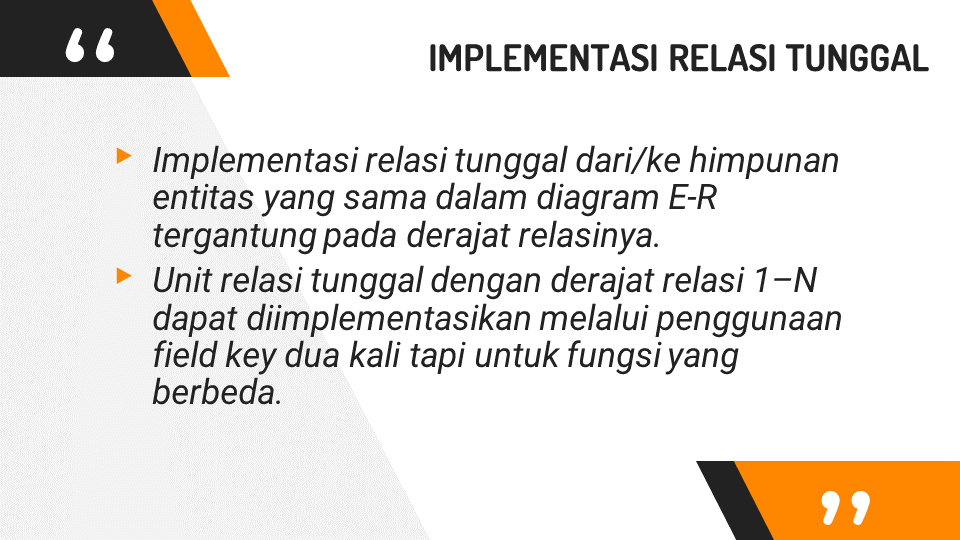 IMPLEMENTASI RELASI TUNGGAL
Implementasi relasi tunggal dari/ke himpunan
entitas yang sama dalam diagram E-R
tergantung pada derajat relasinya.
Unit relasi tunggal dengan derajat relasi 1–N
dapat diimplementasikan melalui penggunaan
field key dua kali tapi untuk fungsi yang
berbeda.